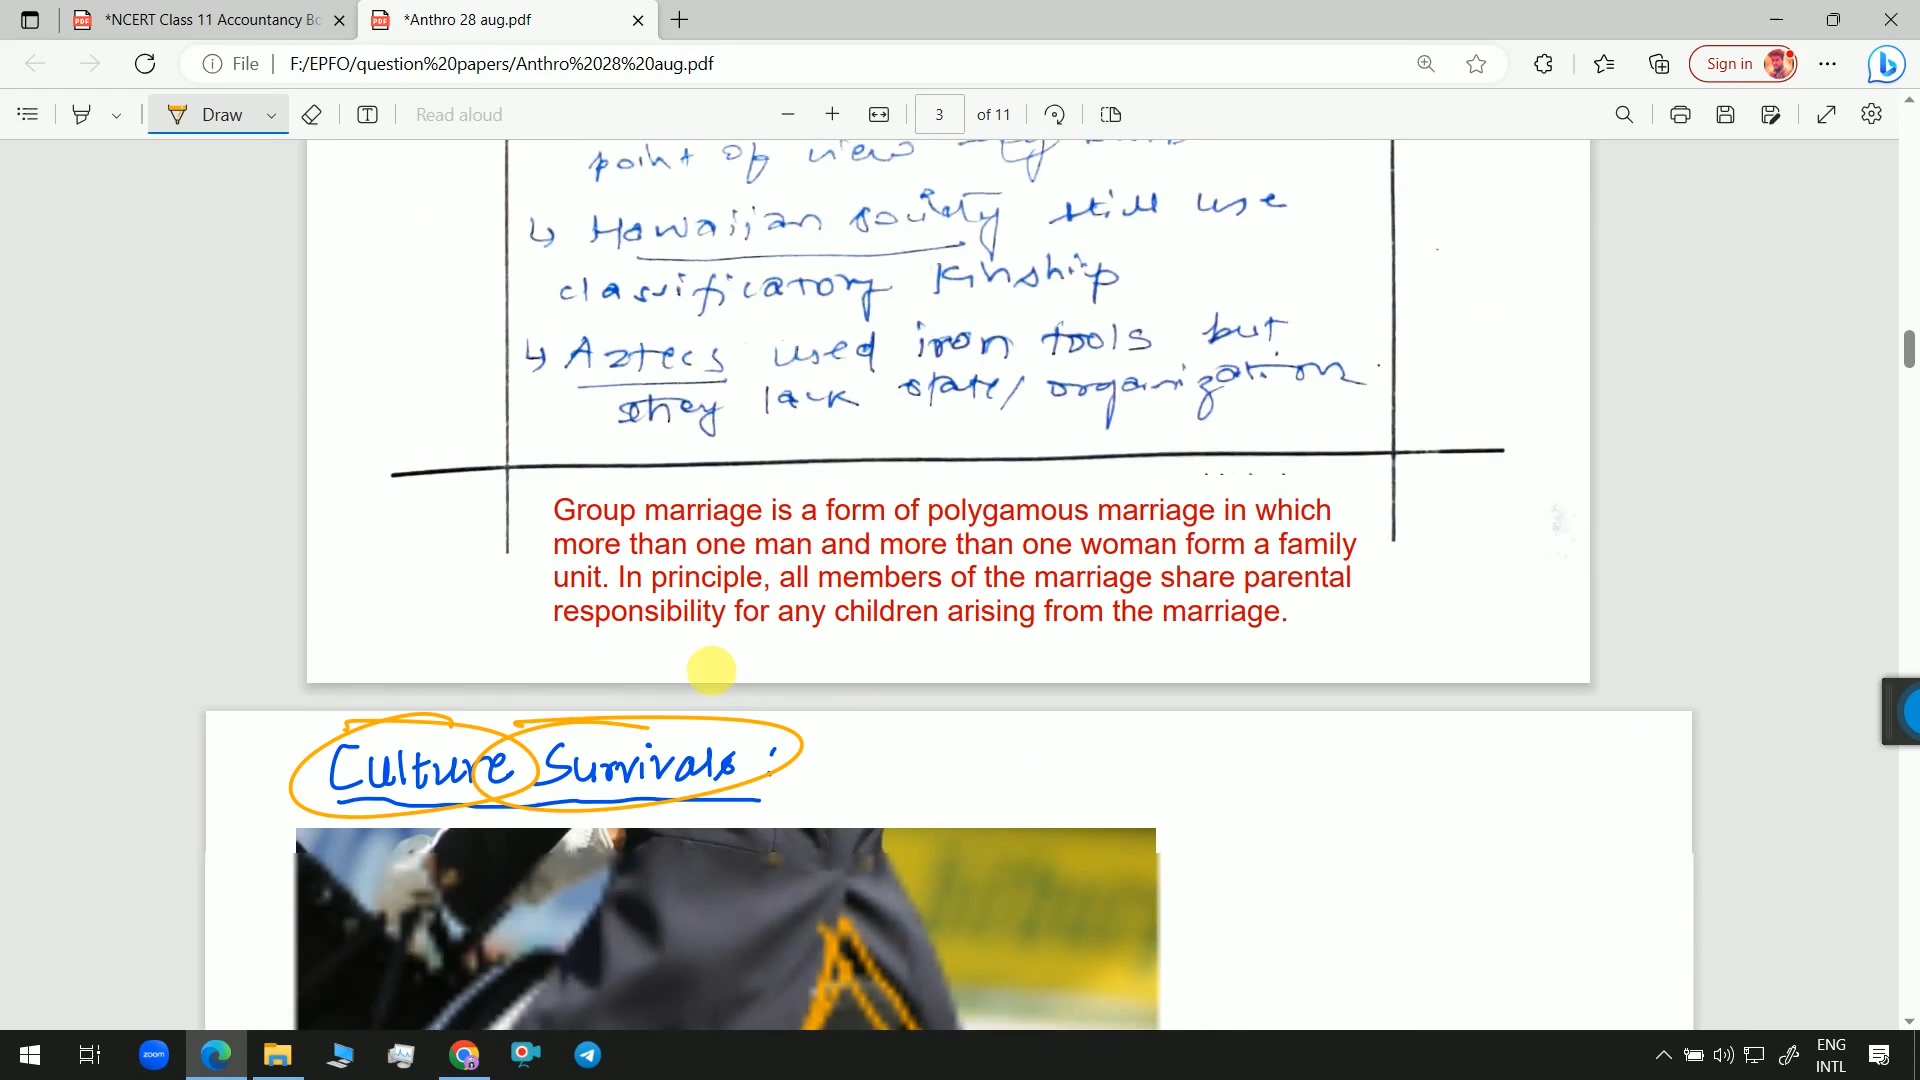 *NCERT Class 11 Accountancy Bo
*Anthro 28 aug.pdf
File
F:/EPFO/question%20papers/Anthro%2028%20aug.pdf
Sign in
Draw
Read aloud
3 of 11
point of view
↳ Hawaiian society still use
classificatory kinship
↳ Aztecs used iron tools but
they lack state/ organization
Group marriage is a form of polygamous marriage in which
more than one man and more than one woman form a family
unit. In principle, all members of the marriage share parental
responsibility for any children arising from the marriage.
Culture Survivals:
zoom
ENG
INTL